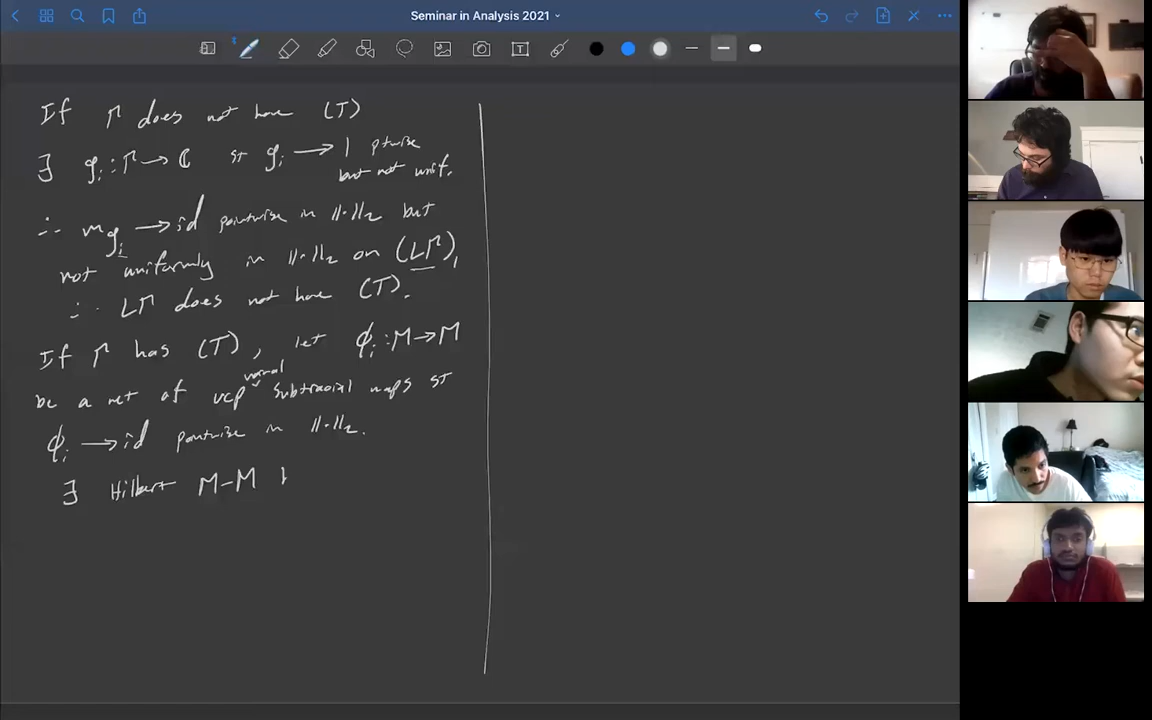 Seminar in Analysis 2021
If Γ does not have (T)
∃ φᵢ : Γ → ℂ st φᵢ → 1 ptwise
but not unif.
∴ m_φᵢ → id pointwise in ||·||₂ but
not uniformly in ||·||₂ on (LΓ)₁
∴ LΓ does not have (T).
If Γ has (T), let ϕᵢ : M → M
normal
be a net of ucp subtracial maps st
ϕᵢ → id pointwise in ||·||₂.
∃ Hilbert M-M